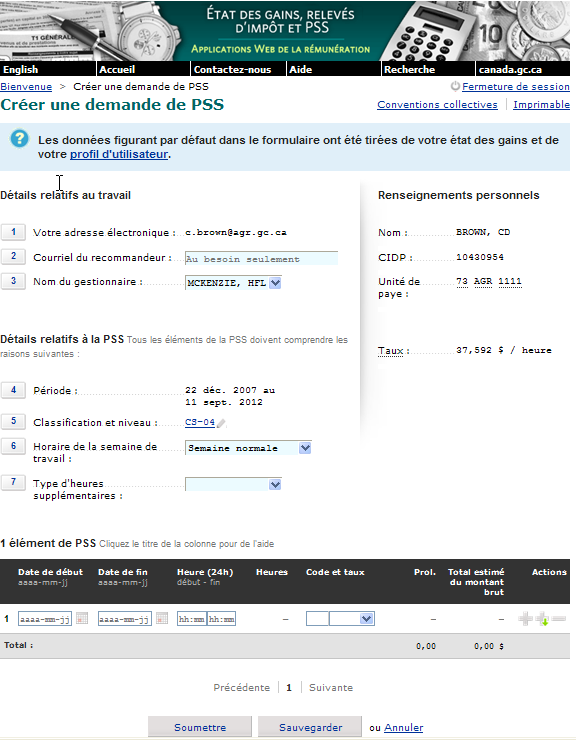 T1 GÉNÉRAL
10
ÉTAT DES GAINS, RELEVÉS
D'IMPÔT ET PSS
APPLICATIONS WEB DE LA RÉMUNÉRATION
English Accueil Contactez-nous Aide Recherche canada.gc.ca
Bienvenue > Créer une demande de PSS Fermeture de session
Créer une demande de PSS Conventions collectives | Imprimable
? Les données figurant par défaut dans le formulaire ont été tirées de votre état des gains et de
votre profil d'utilisateur.
Détails relatifs au travail
1 Votre adresse électronique : c.brown@agr.gc.ca
2 Courriel du recommandeur : Au besoin seulement
3 Nom du gestionnaire : MCKENZIE, HFL
Renseignements personnels
Nom : BROWN, CD
CIDP : 10430954
Unité de 73 AGR 1111
paye :
Taux : 37,592 $ / heure
Détails relatifs à la PSS Tous les éléments de la PSS doivent comprendre les
raisons suivantes :
4 Période : 22 déc. 2007 au
11 sept. 2012
5 Classification et niveau : CS-04
6 Horaire de la semaine de Semaine normale
travail :
7 Type d'heures
supplémentaires :
1 élément de PSS Cliquez le titre de la colonne pour de l'aide
Date de début Date de fin Heure (24h) Heures Code et taux Prol. Total estimé Actions
aaaa-mm-jj aaaa-mm-jj début - fin du montant
brut
1 aaaa-mm-jj aaaa-mm-jj hh:mm hh:mm – – –
Total : 0,00 0,00 $
Précédente | 1 | Suivante
Soumettre Sauvegarder ou Annuler